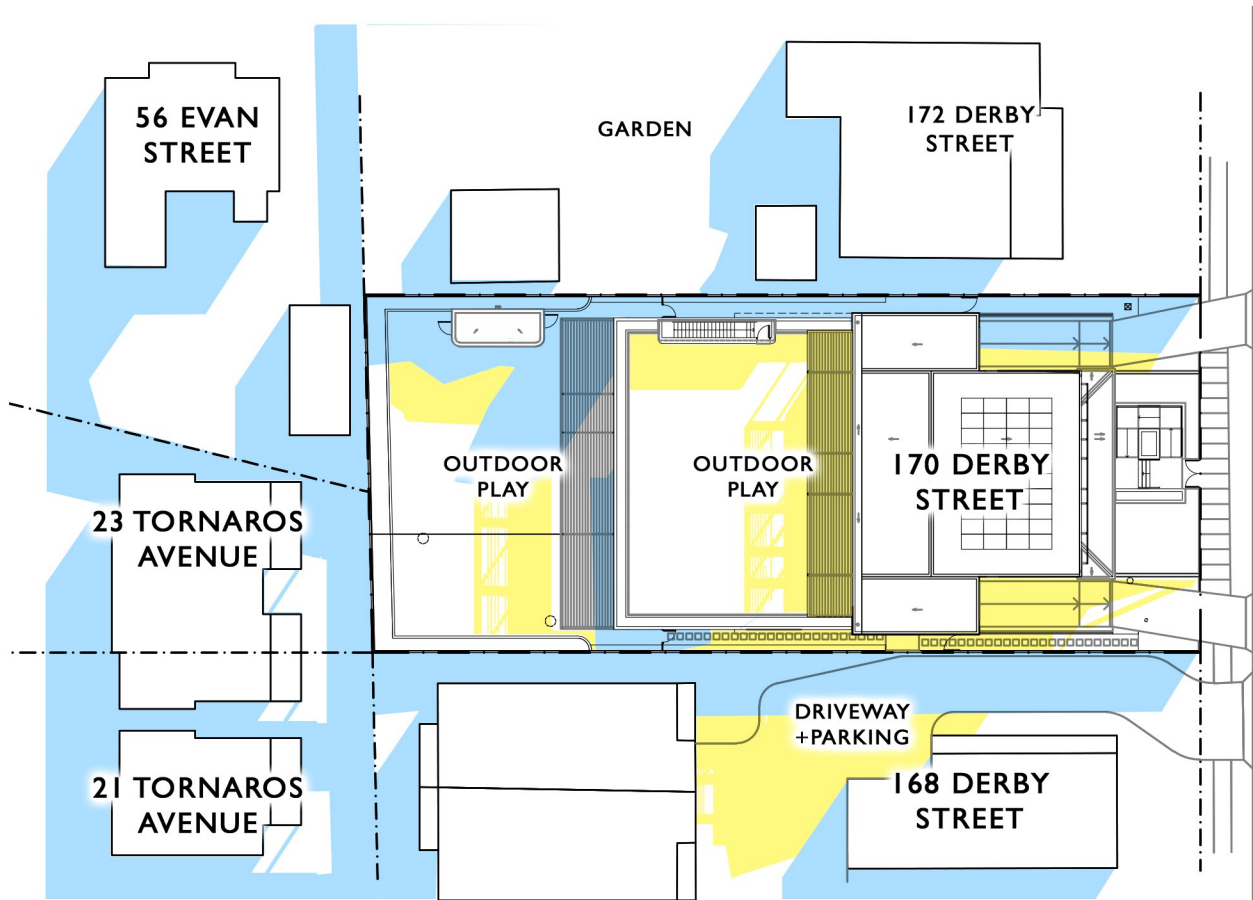 56 EVAN
STREET
GARDEN
172 DERBY
STREET
OUTDOOR
PLAY
OUTDOOR
PLAY
170 DERBY
STREET
23 TORNAROS
AVENUE
DRIVEWAY
+PARKING
21 TORNAROS
AVENUE
168 DERBY
STREET